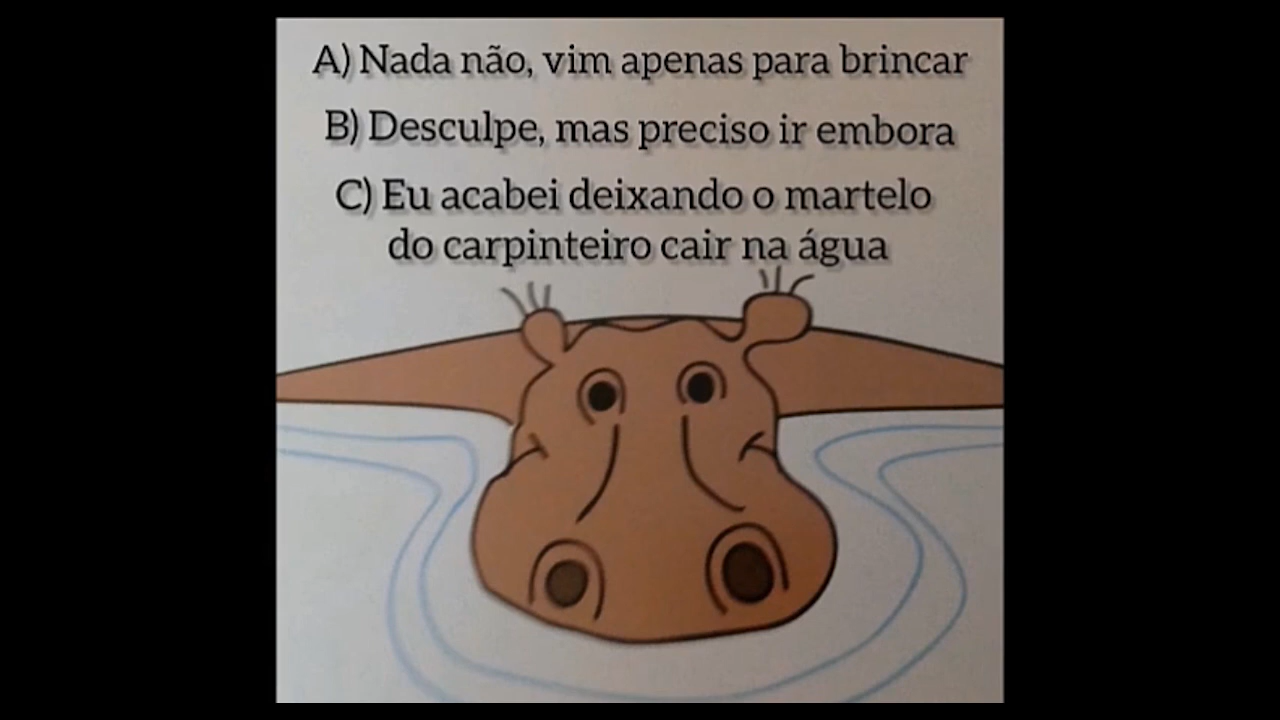 A) Nada não, vim apenas para brincar
B) Desculpe, mas preciso ir embora
C) Eu acabei deixando o martelo
do carpinteiro cair na água